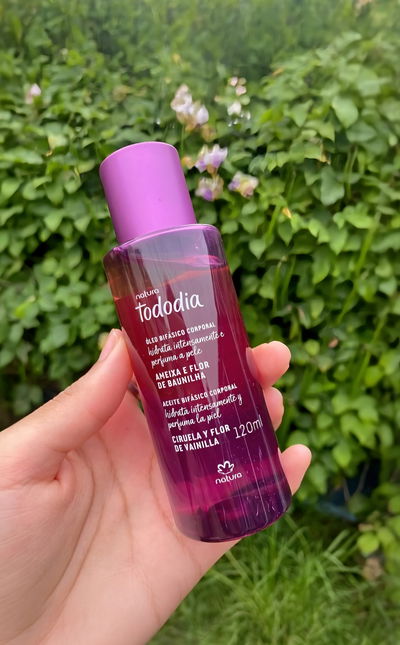 natura
tododia
ÓLEO BIFÁSICO CORPORAL
hidrata intensamente e
perfuma a pele
AMEIXA E FLOR
DE BAUNILHA
ACEITE BIFÁSICO CORPORAL
hidrata intensamente y
perfuma la piel
CIRUELA Y FLOR
DE VAINILLA
120ml
natura